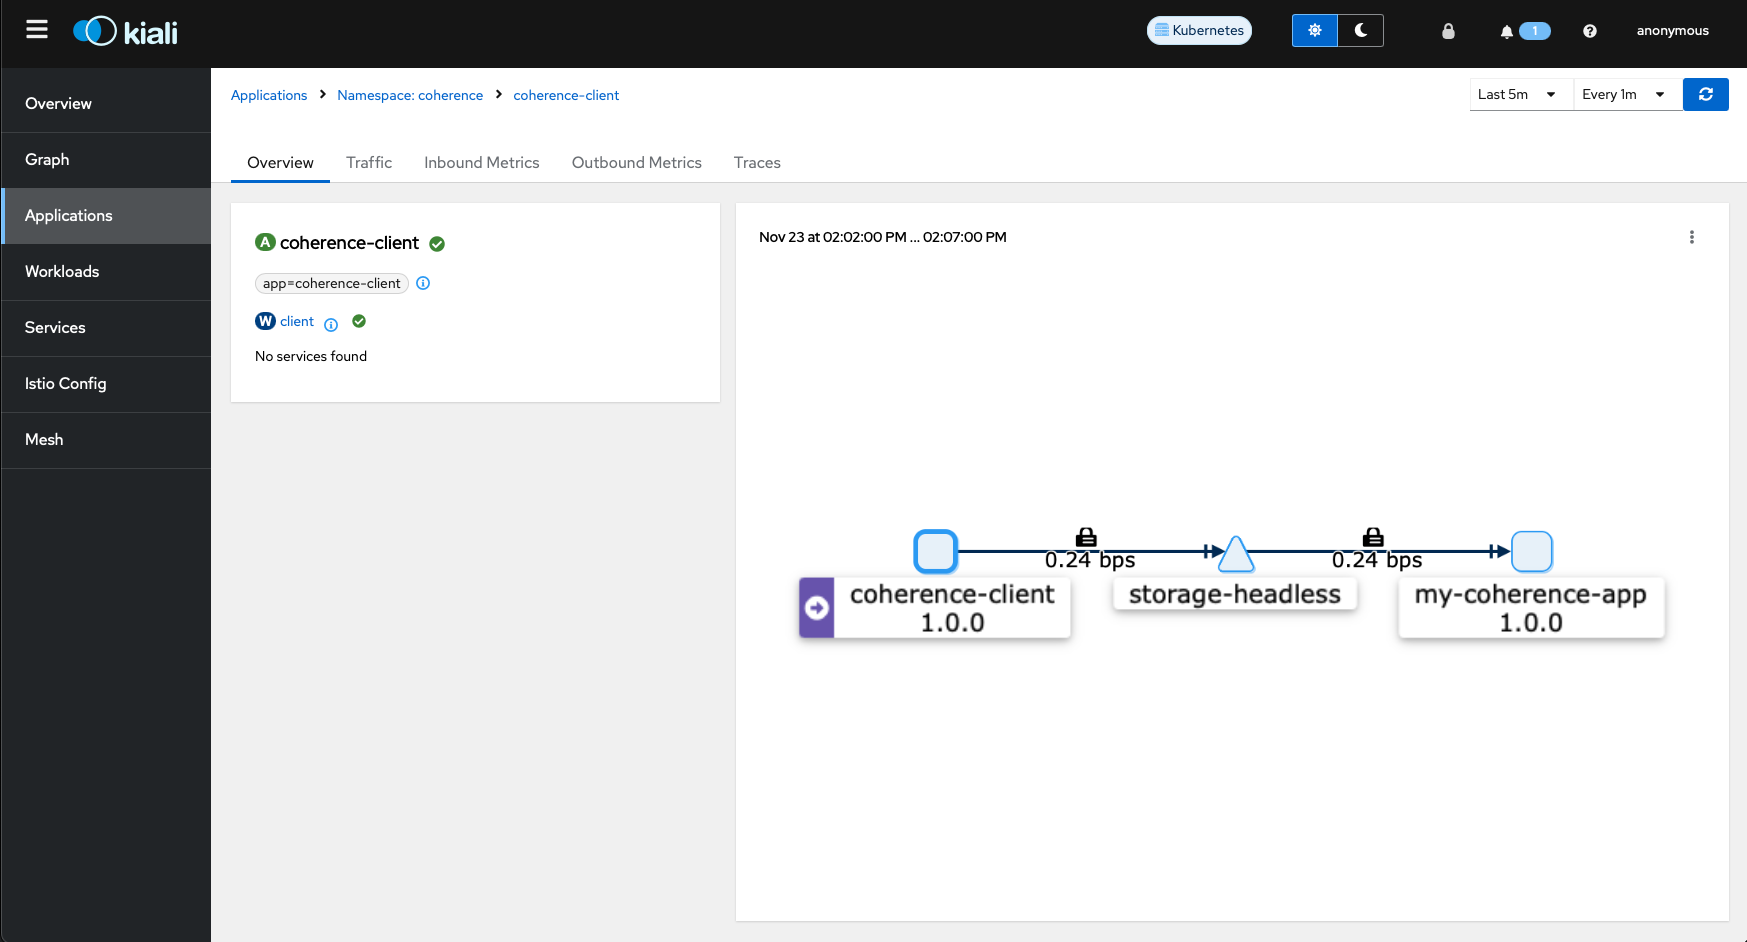 kiali
Kubernetes
1
anonymous
Overview
Graph
Applications
Workloads
Services
Istio Config
Mesh
Applications > Namespace: coherence > coherence-client
Last 5m
Every 1m
Overview Traffic Inbound Metrics Outbound Metrics Traces
A coherence-client
app=coherence-client
W client
No services found
Nov 23 at 02:02:00 PM ... 02:07:00 PM
0.24 bps
0.24 bps
coherence-client
1.0.0
storage-headless
my-coherence-app
1.0.0